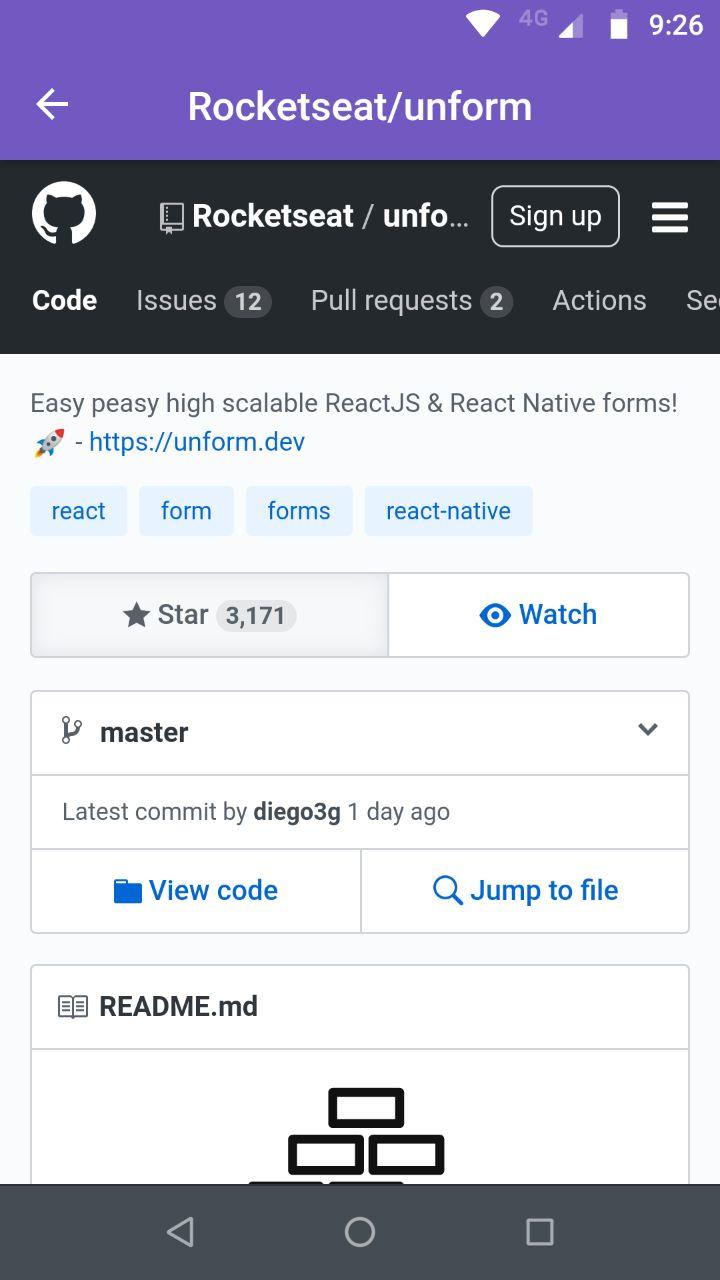 4G 9:26
Rocketseat/unform
Rocketseat / unfo... Sign up
Code Issues 12 Pull requests 2 Actions Se
Easy peasy high scalable ReactJS & React Native forms!
🚀 - https://unform.dev
react form forms react-native
Star 3,171 Watch
master
Latest commit by diego3g 1 day ago
View code Jump to file
README.md